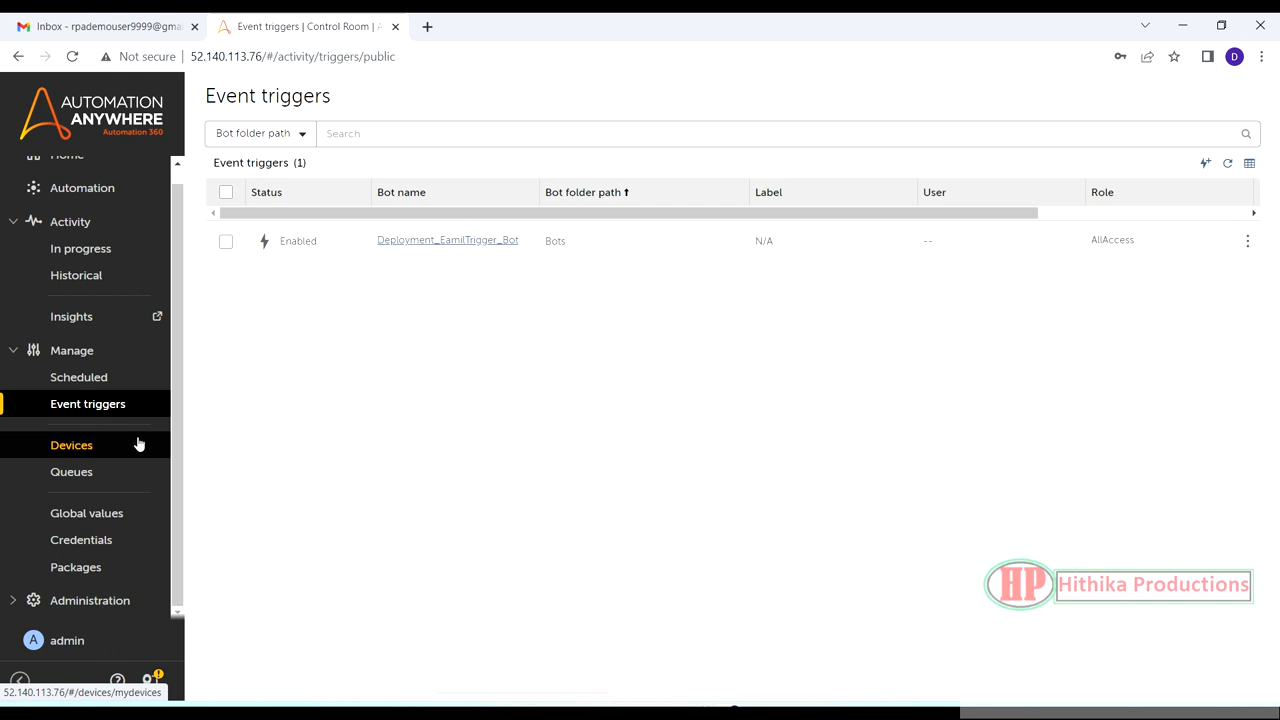 Inbox - rpademouser9999@gma
Event triggers | Control Room | A
Not secure
52.140.113.76/#/activity/triggers/public
D
AUTOMATION
ANYWHERE
Automation 360
Home
Automation
Activity
In progress
Historical
Insights
Manage
Scheduled
Event triggers
Devices
Queues
Global values
Credentials
Packages
Administration
A admin
52.140.113.76/#/devices/mydevices
Event triggers
Bot folder path
Search
Event triggers (1)
Status Bot name Bot folder path Label User Role
Enabled Deployment_EamilTrigger_Bot Bots N/A -- AllAccess
HP Hithika Productions